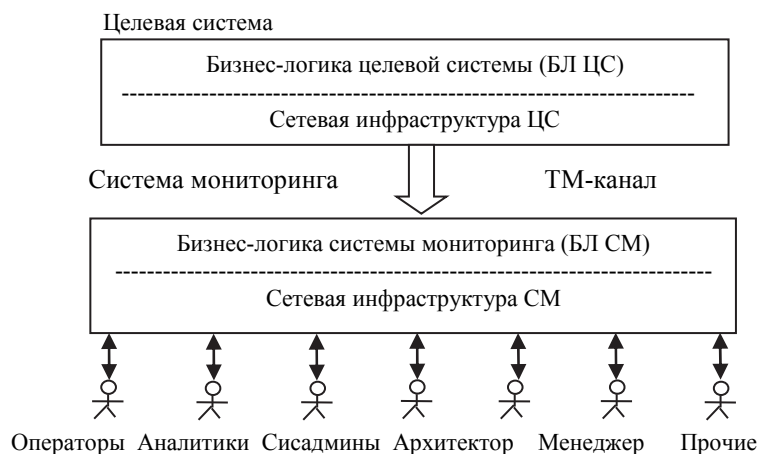 Целевая система
Бизнес-логика целевой системы (БЛ ЦС)
Сетевая инфраструктура ЦС
Система мониторинга ТМ-канал
Бизнес-логика системы мониторинга (БЛ СМ)
Сетевая инфраструктура СМ
Операторы Аналитики Сисадмины Архитектор Менеджер Прочие